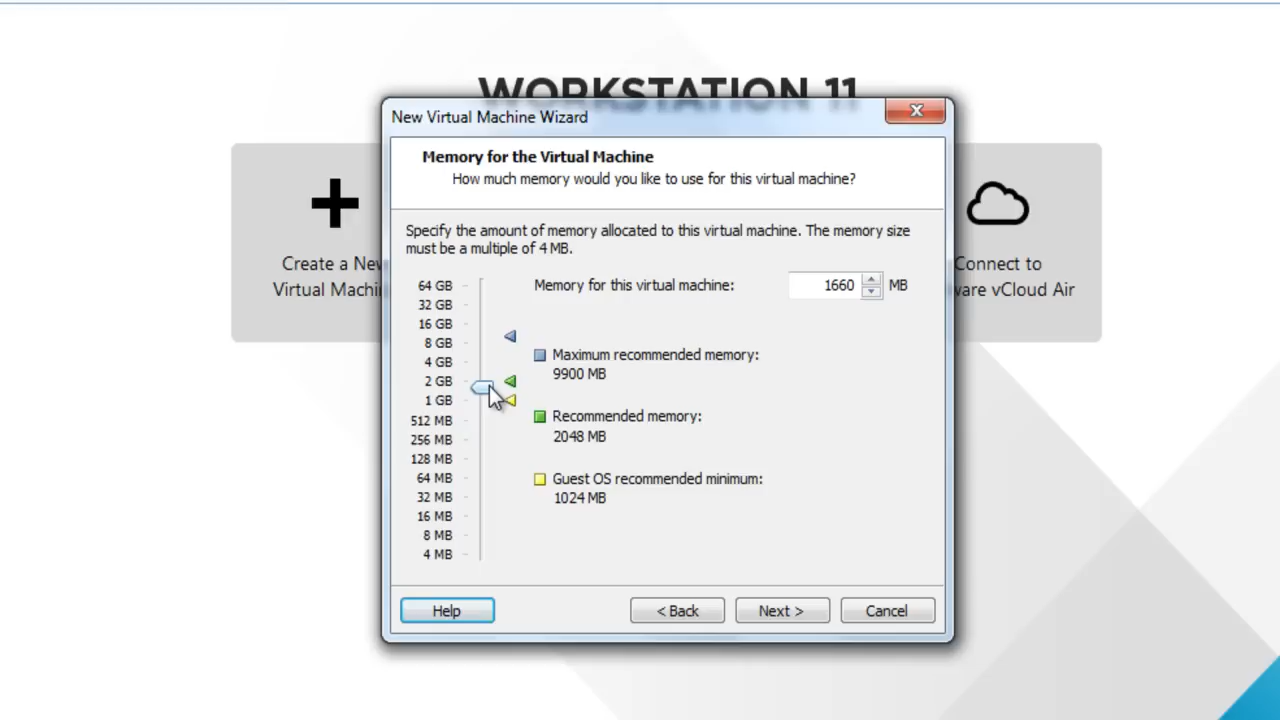 WORKSTATION 11
New Virtual Machine Wizard
Memory for the Virtual Machine
How much memory would you like to use for this virtual machine?
Create a New
Virtual Machi
Connect to
ware vCloud Air
Specify the amount of memory allocated to this virtual machine. The memory size
must be a multiple of 4 MB.
64 GB
32 GB
16 GB
8 GB
4 GB
2 GB
1 GB
512 MB
256 MB
128 MB
64 MB
32 MB
16 MB
8 MB
4 MB
Memory for this virtual machine: 1660 MB
Maximum recommended memory:
9900 MB
Recommended memory:
2048 MB
Guest OS recommended minimum:
1024 MB
Help
< Back
Next >
Cancel